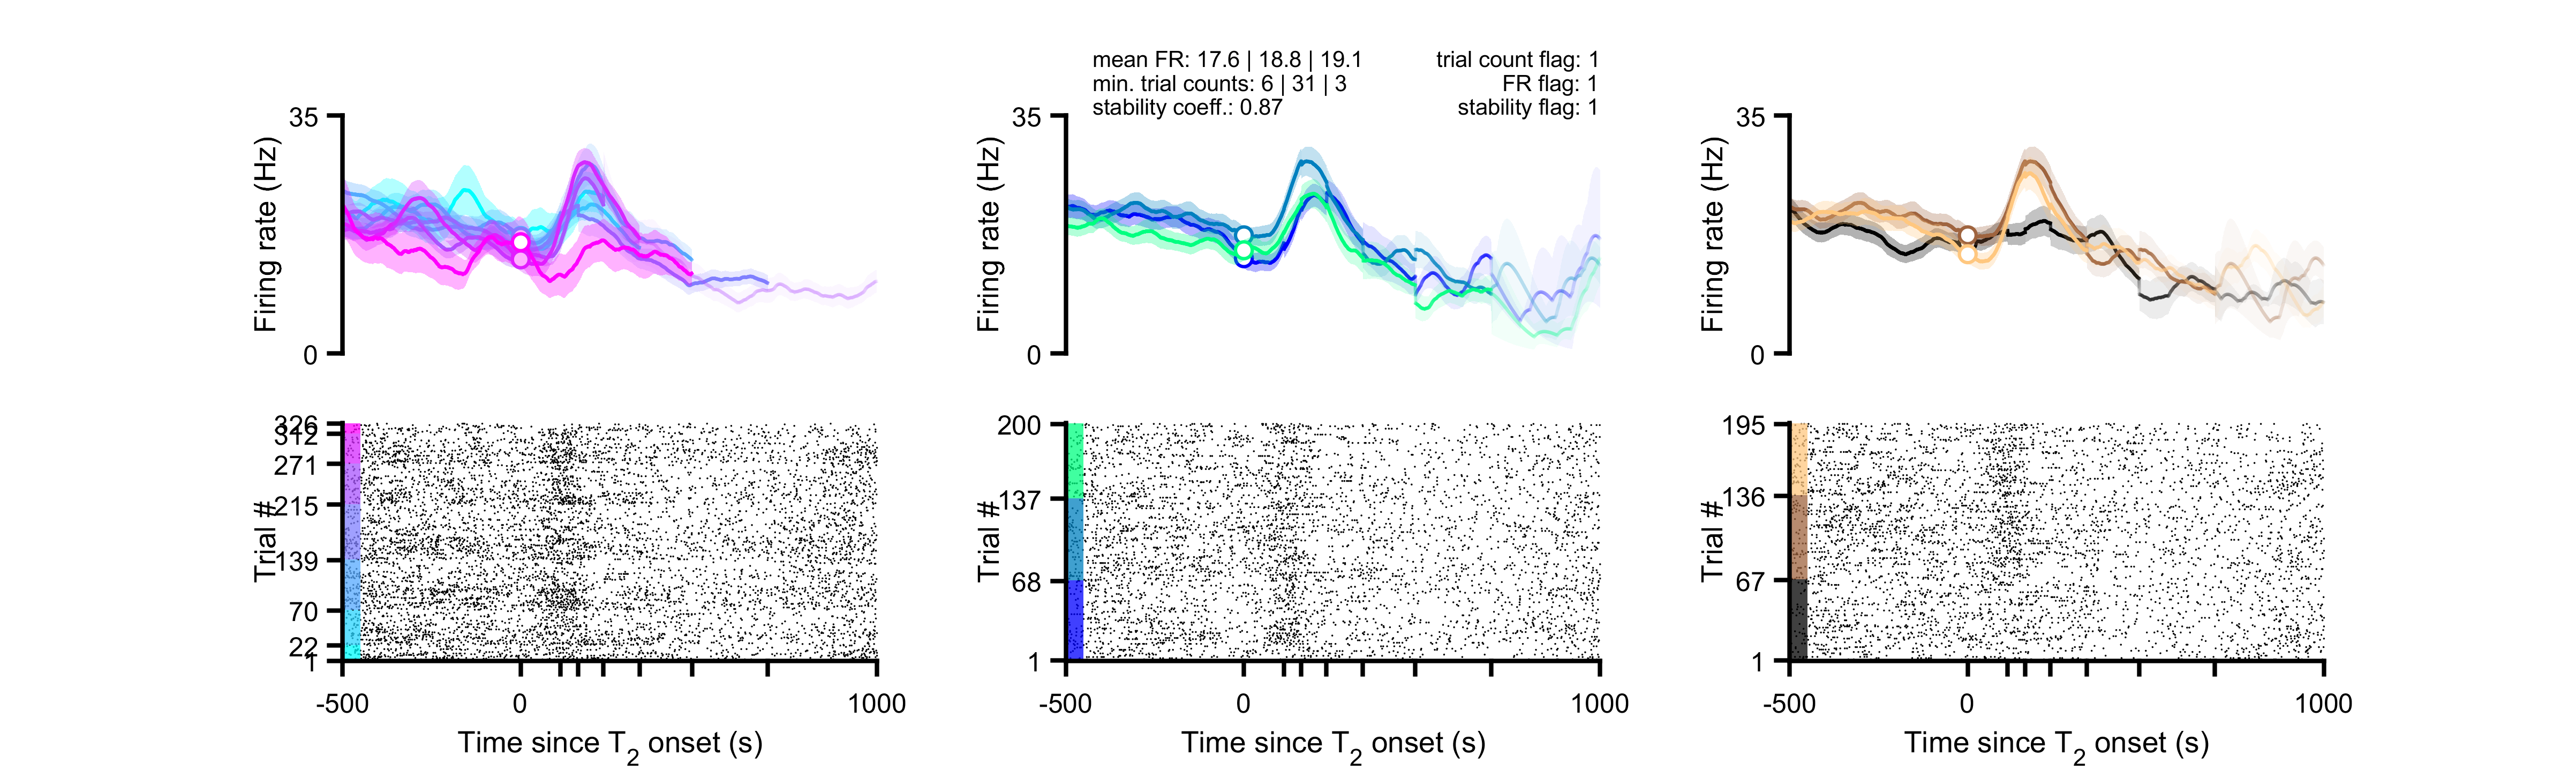 mean FR: 17.6 | 18.8 | 19.1
min. trial counts: 6 | 31 | 3
stability coeff.: 0.87
trial count flag: 1
FR flag: 1
stability flag: 1
35
Firing rate (Hz)
0
35
Firing rate (Hz)
0
35
Firing rate (Hz)
0
326
312
271
215
139
70
22
1
Trial #
-500
0
1000
Time since T2 onset (s)
200
137
68
1
Trial #
-500
0
1000
Time since T2 onset (s)
195
136
67
1
Trial #
-500
0
1000
Time since T2 onset (s)